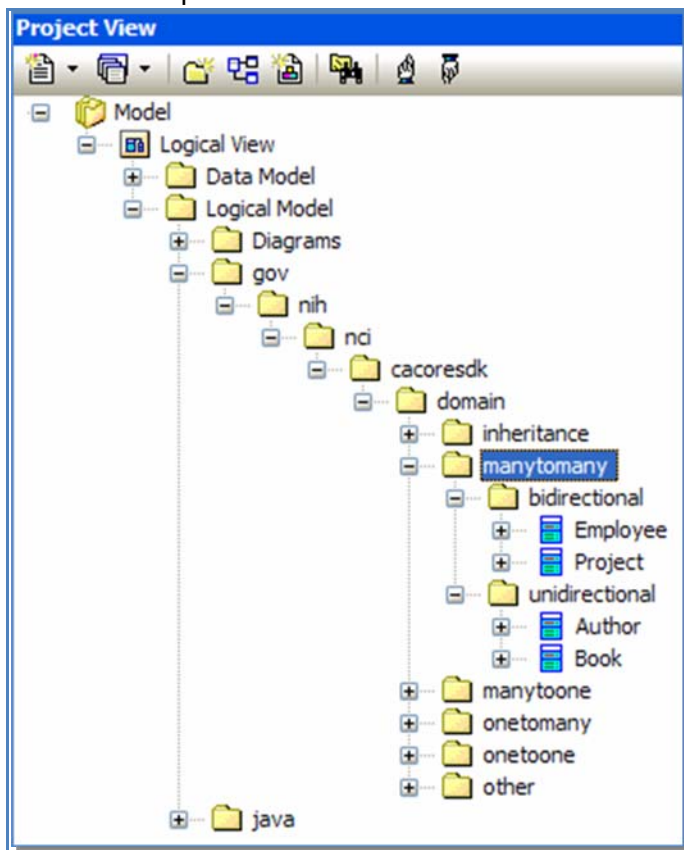 Project View
Model
Logical View
Data Model
Logical Model
Diagrams
gov
nih
nci
cacoresdk
domain
inheritance
manytomany
bidirectional
Employee
Project
unidirectional
Author
Book
manytoone
onetomany
onetoone
other
java